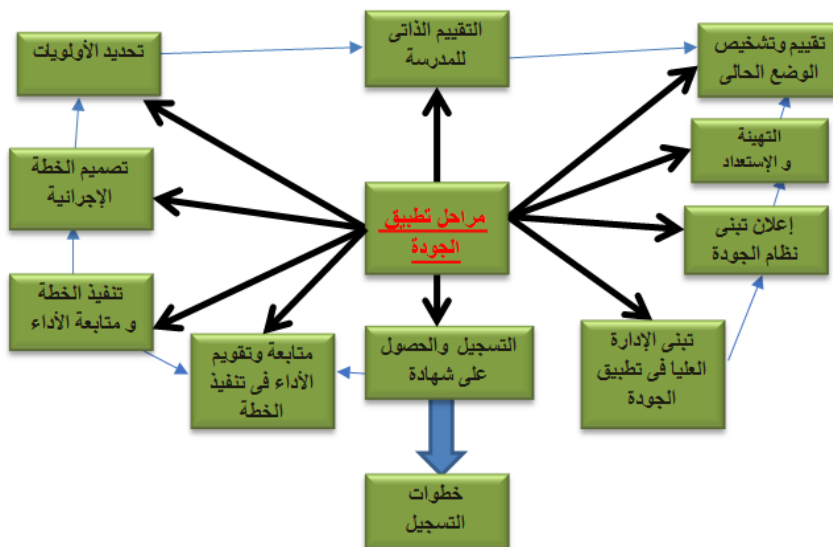 تحديد الأولويات
التقييم الذاتى
للمدرسة
تقييم وتشخيص
الوضع الحالى
التهيئة
و الإستعداد
تصميم الخطة
الإجرائية
مراحل تطبيق
الجودة
إعلان تبنى
نظام الجودة
تنفيذ الخطة
و متابعة الأداء
متابعة وتقويم
الأداء فى تنفيذ
الخطة
التسجيل والحصول
على شهادة
تبنى الإدارة
العليا فى تطبيق
الجودة
خطوات
التسجيل